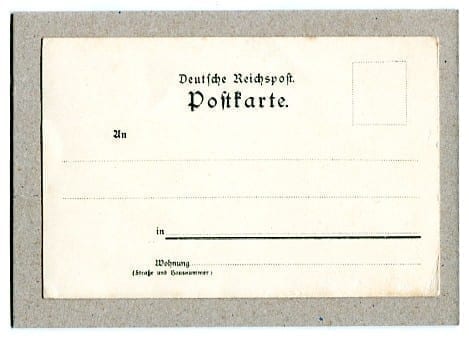 Deutsche Reichspost.
Postkarte.
An
in
Wohnung
(Straße und Hausnummer)